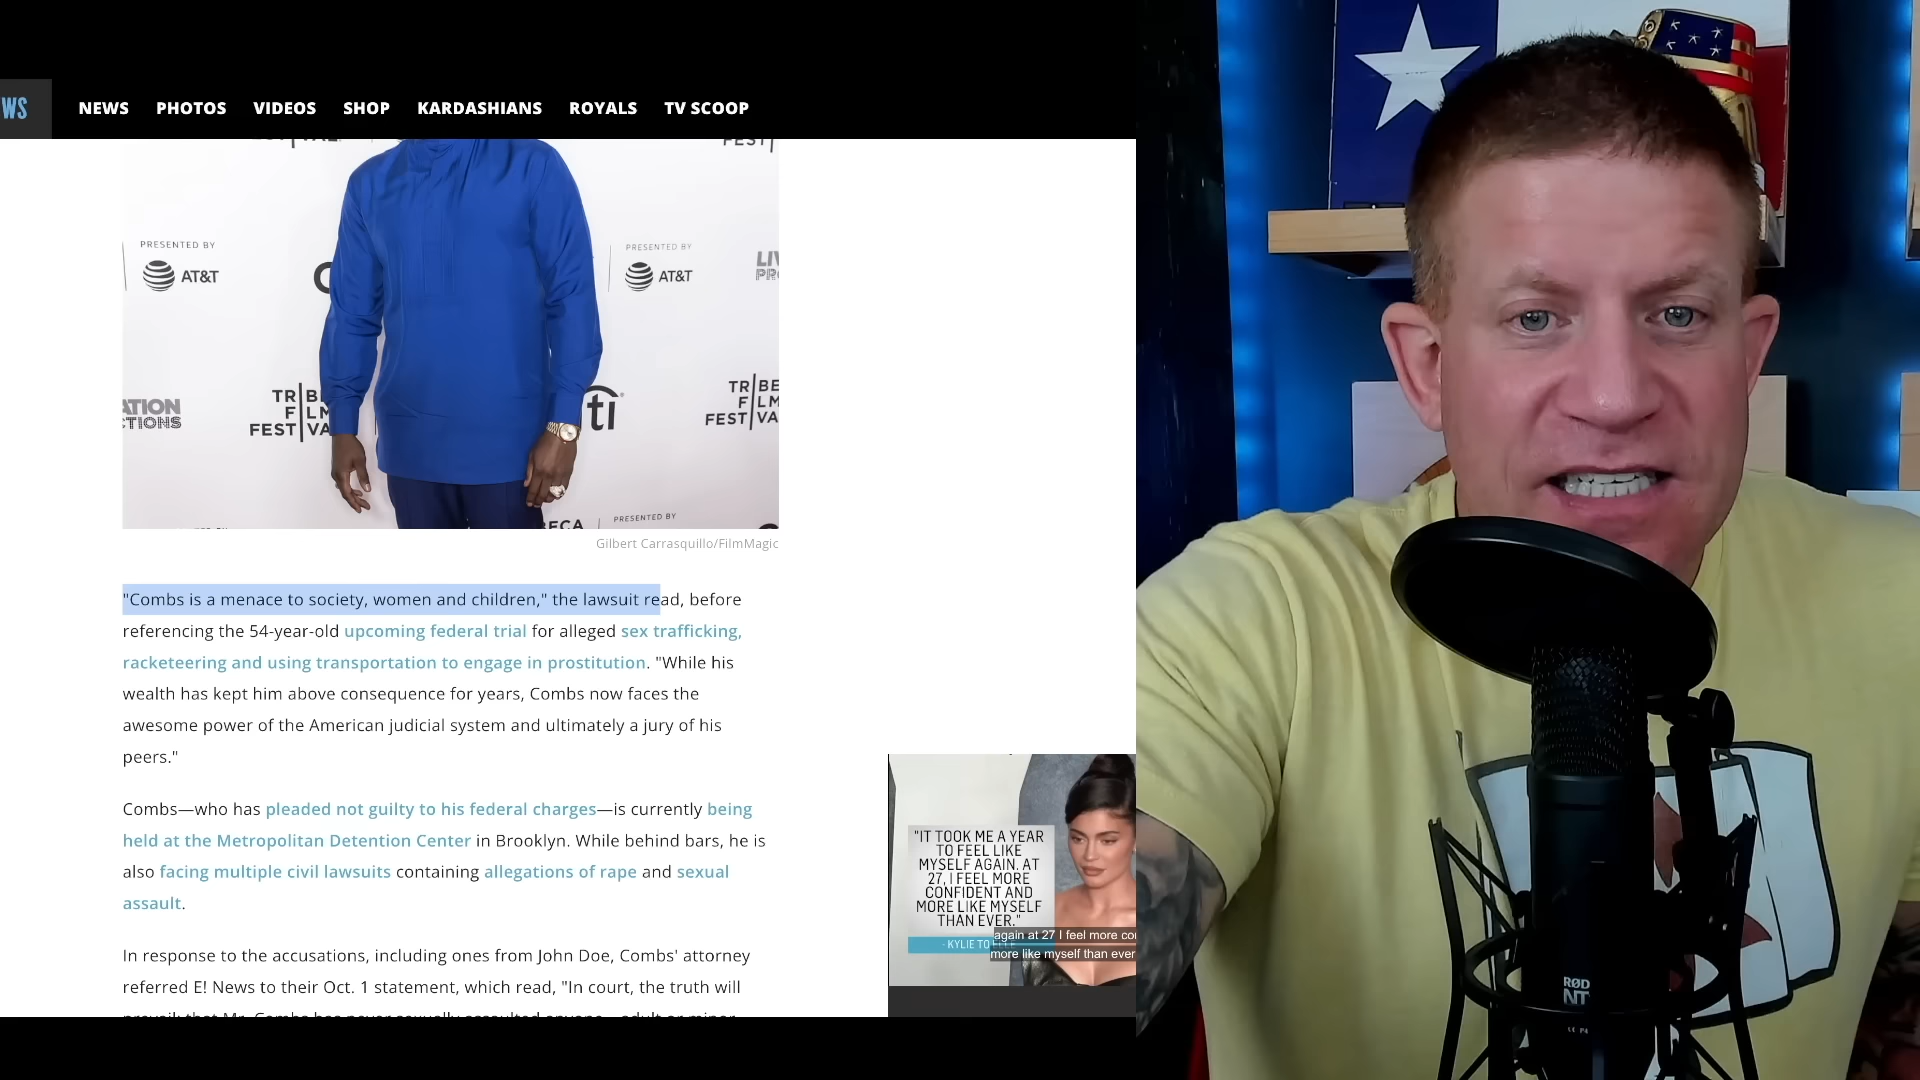 WS
NEWS PHOTOS VIDEOS SHOP KARDASHIANS ROYALS TV SCOOP
PRESENTED BY
AT&T
PRESENTED BY
AT&T
TRIBE
FILM
FESTIVA
TRIBE
FILM
FESTIVA
PRESENTED BY
Gilbert Carrasquillo/FilmMagic
"Combs is a menace to society, women and children," the lawsuit read, before
referencing the 54-year-old upcoming federal trial for alleged sex trafficking,
racketeering and using transportation to engage in prostitution. "While his
wealth has kept him above consequence for years, Combs now faces the
awesome power of the American judicial system and ultimately a jury of his
peers."
Combs—who has pleaded not guilty to his federal charges—is currently being
held at the Metropolitan Detention Center in Brooklyn. While behind bars, he is
also facing multiple civil lawsuits containing allegations of rape and sexual
assault.
In response to the accusations, including ones from John Doe, Combs' attorney
referred E! News to their Oct. 1 statement, which read, "In court, the truth will
"IT TOOK ME A YEAR
TO FEEL LIKE
MYSELF AGAIN. AT
27, I FEEL MORE
CONFIDENT AND
MORE LIKE MYSELF
THAN EVER."
- KYLIE TO
again at 27 I feel more co
more like myself than ever
RØD
NT